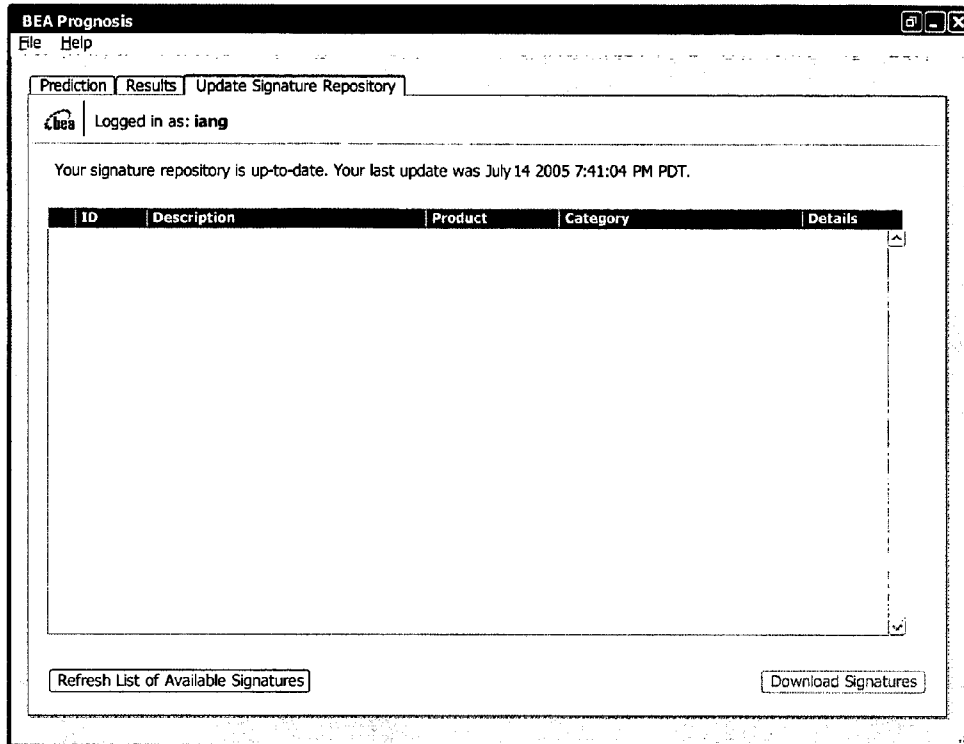 BEA Prognosis
File Help
Prediction Results Update Signature Repository
bea Logged in as: iang
Your signature repository is up-to-date. Your last update was July 14 2005 7:41:04 PM PDT.
ID Description Product Category Details
Refresh List of Available Signatures Download Signatures